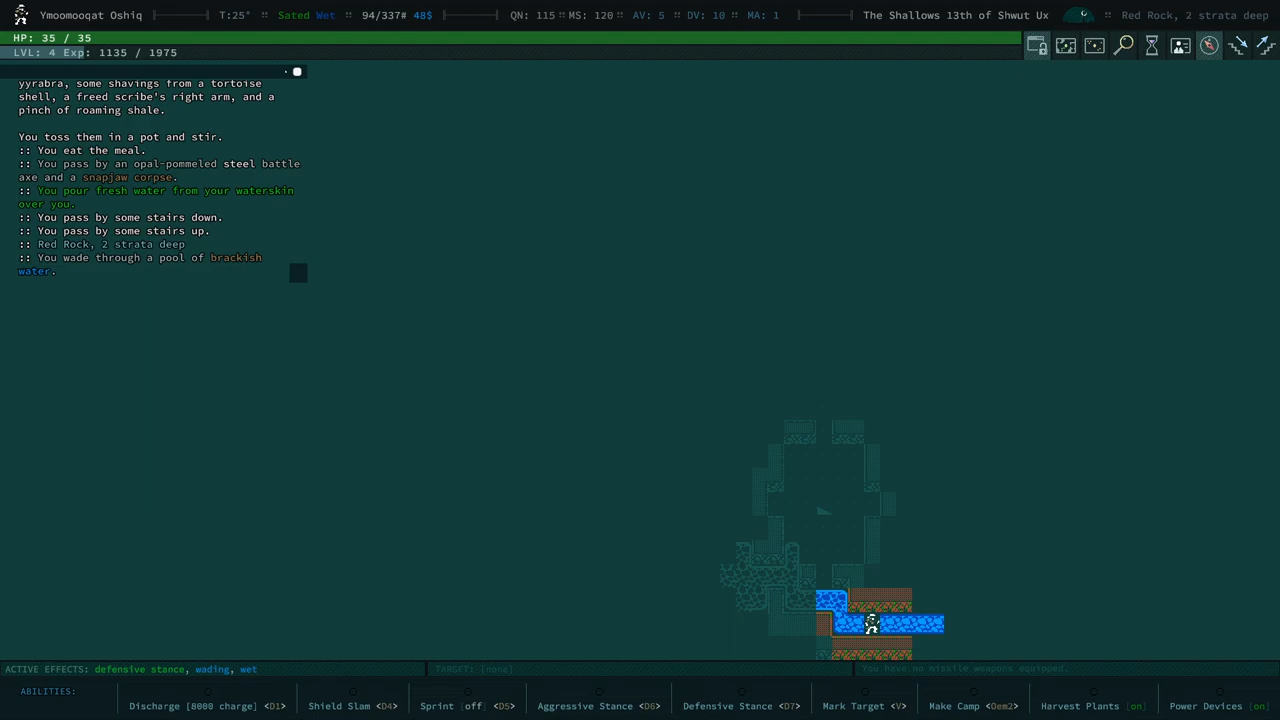 Ymoomooqat Oshiq T:25° :: Sated Wet :: 94/337# 48$ QN: 115 :: MS: 120 :: AV: 5 :: DV: 10 :: MA: 1 The Shallows 13th of Shwut Ux :: Red Rock, 2 strata deep
HP: 35 / 35
LVL: 4 Exp: 1135 / 1975
yyrabra, some shavings from a tortoise
shell, a freed scribe's right arm, and a
pinch of roaming shale.
You toss them in a pot and stir.
:: You eat the meal.
:: You pass by an opal-pommeled steel battle
axe and a snapjaw corpse.
:: You pour fresh water from your waterskin
over you.
:: You pass by some stairs down.
:: You pass by some stairs up.
:: Red Rock, 2 strata deep
:: You wade through a pool of brackish
water.
ACTIVE EFFECTS: defensive stance, wading, wet TARGET: [none] You have no missile weapons equipped.
ABILITIES: Discharge [8000 charge] <D1> Shield Slam <D4> Sprint [off] <D5> Aggressive Stance <D6> Defensive Stance <D7> Mark Target <V> Make Camp <Oem2> Harvest Plants [on] Power Devices [on]